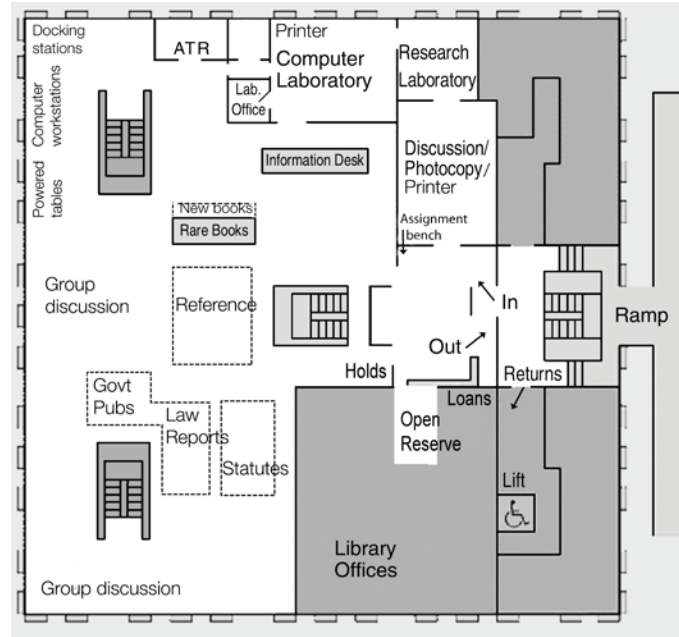 Docking
stations
ATR
Printer
Computer
Laboratory
Research
Laboratory
Lab.
Office
Computer
workstations
Powered
tables
Information Desk
Discussion/
Photocopy/
Printer
New books
Rare Books
Assignment
bench
Group
discussion
Reference
In
Ramp
Out
Holds
Returns
Govt
Pubs
Loans
Law
Reports
Open
Reserve
Statutes
Lift
Library
Offices
Group discussion